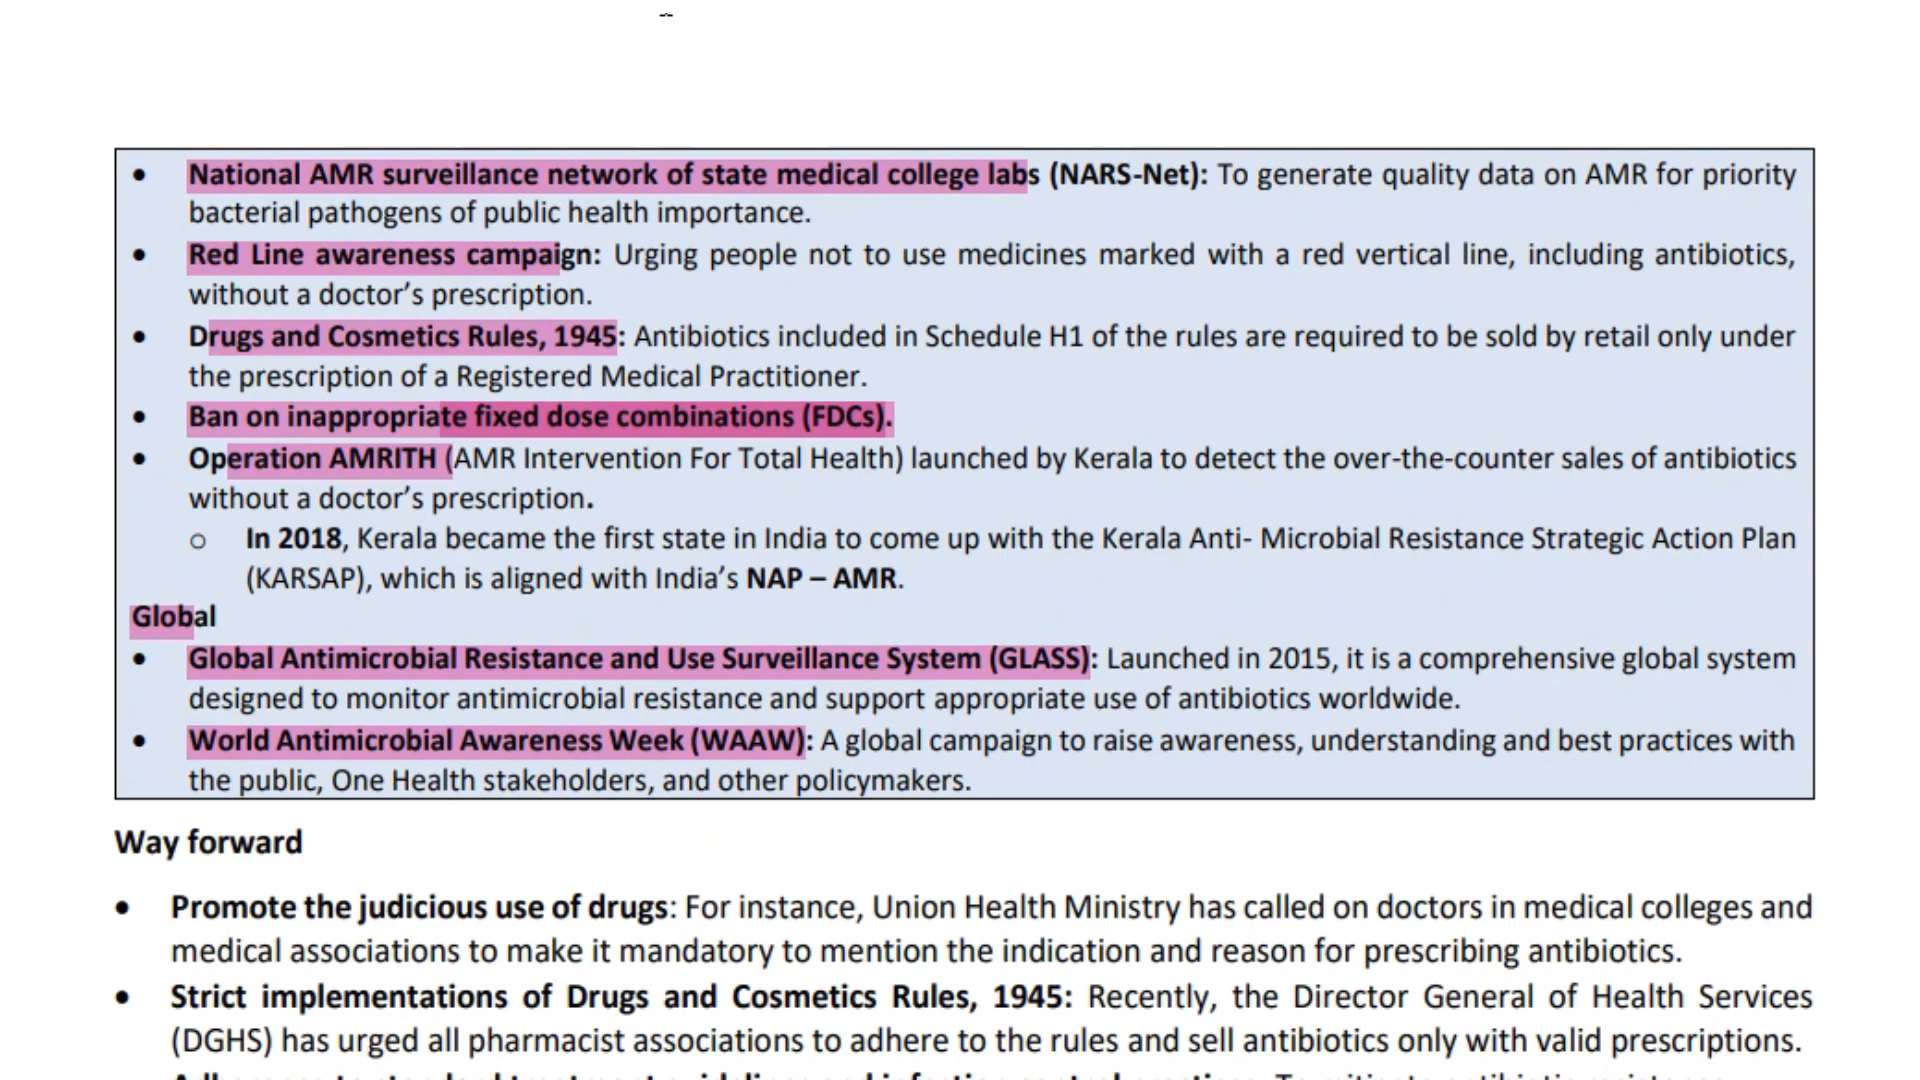 • National AMR surveillance network of state medical college labs (NARS-Net): To generate quality data on AMR for priority
bacterial pathogens of public health importance.
• Red Line awareness campaign: Urging people not to use medicines marked with a red vertical line, including antibiotics,
without a doctor’s prescription.
• Drugs and Cosmetics Rules, 1945: Antibiotics included in Schedule H1 of the rules are required to be sold by retail only under
the prescription of a Registered Medical Practitioner.
• Ban on inappropriate fixed dose combinations (FDCs).
• Operation AMRITH (AMR Intervention For Total Health) launched by Kerala to detect the over-the-counter sales of antibiotics
without a doctor’s prescription.
o In 2018, Kerala became the first state in India to come up with the Kerala Anti- Microbial Resistance Strategic Action Plan
(KARSAP), which is aligned with India’s NAP – AMR.
Global
• Global Antimicrobial Resistance and Use Surveillance System (GLASS): Launched in 2015, it is a comprehensive global system
designed to monitor antimicrobial resistance and support appropriate use of antibiotics worldwide.
• World Antimicrobial Awareness Week (WAAW): A global campaign to raise awareness, understanding and best practices with
the public, One Health stakeholders, and other policymakers.
Way forward
• Promote the judicious use of drugs: For instance, Union Health Ministry has called on doctors in medical colleges and
medical associations to make it mandatory to mention the indication and reason for prescribing antibiotics.
• Strict implementations of Drugs and Cosmetics Rules, 1945: Recently, the Director General of Health Services
(DGHS) has urged all pharmacist associations to adhere to the rules and sell antibiotics only with valid prescriptions.